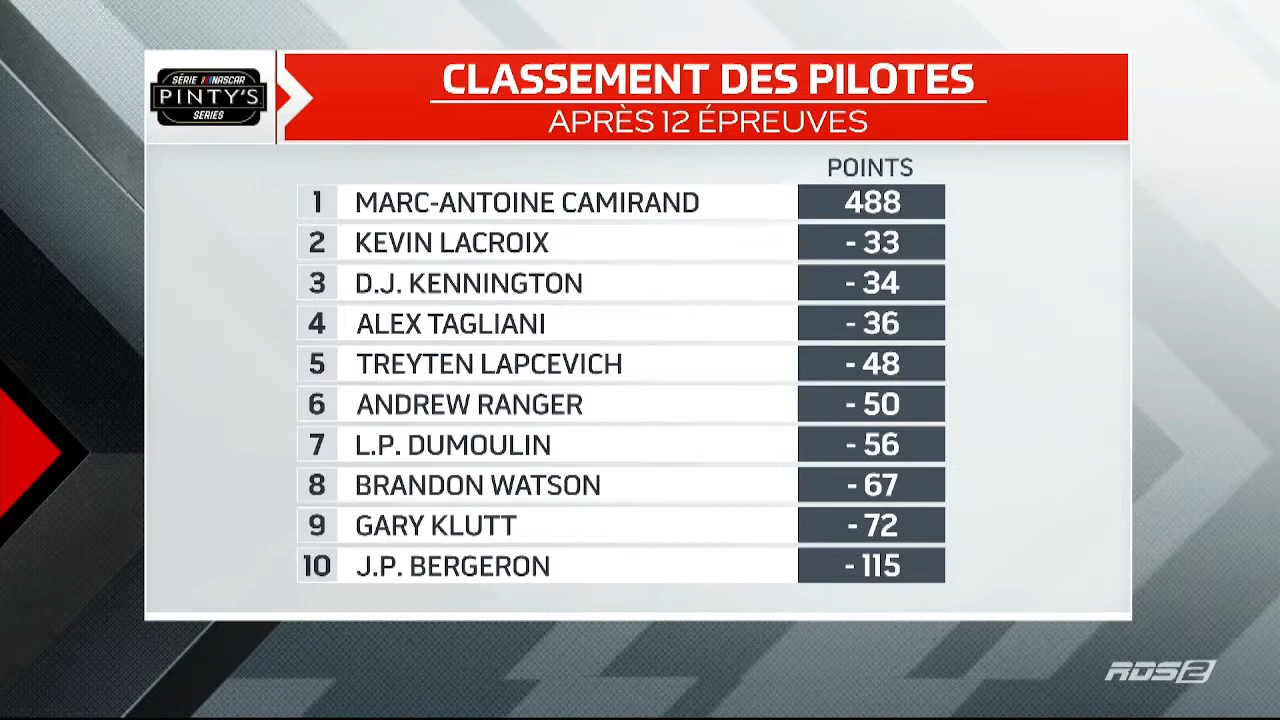 SÉRIE NASCAR
PINTY'S
SERIES
CLASSEMENT DES PILOTES
APRÈS 12 ÉPREUVES
POINTS
1 MARC-ANTOINE CAMIRAND 488
2 KEVIN LACROIX - 33
3 D.J. KENNINGTON - 34
4 ALEX TAGLIANI - 36
5 TREYTEN LAPCEVICH - 48
6 ANDREW RANGER - 50
7 L.P. DUMOULIN - 56
8 BRANDON WATSON - 67
9 GARY KLUTT - 72
10 J.P. BERGERON - 115
RDS2